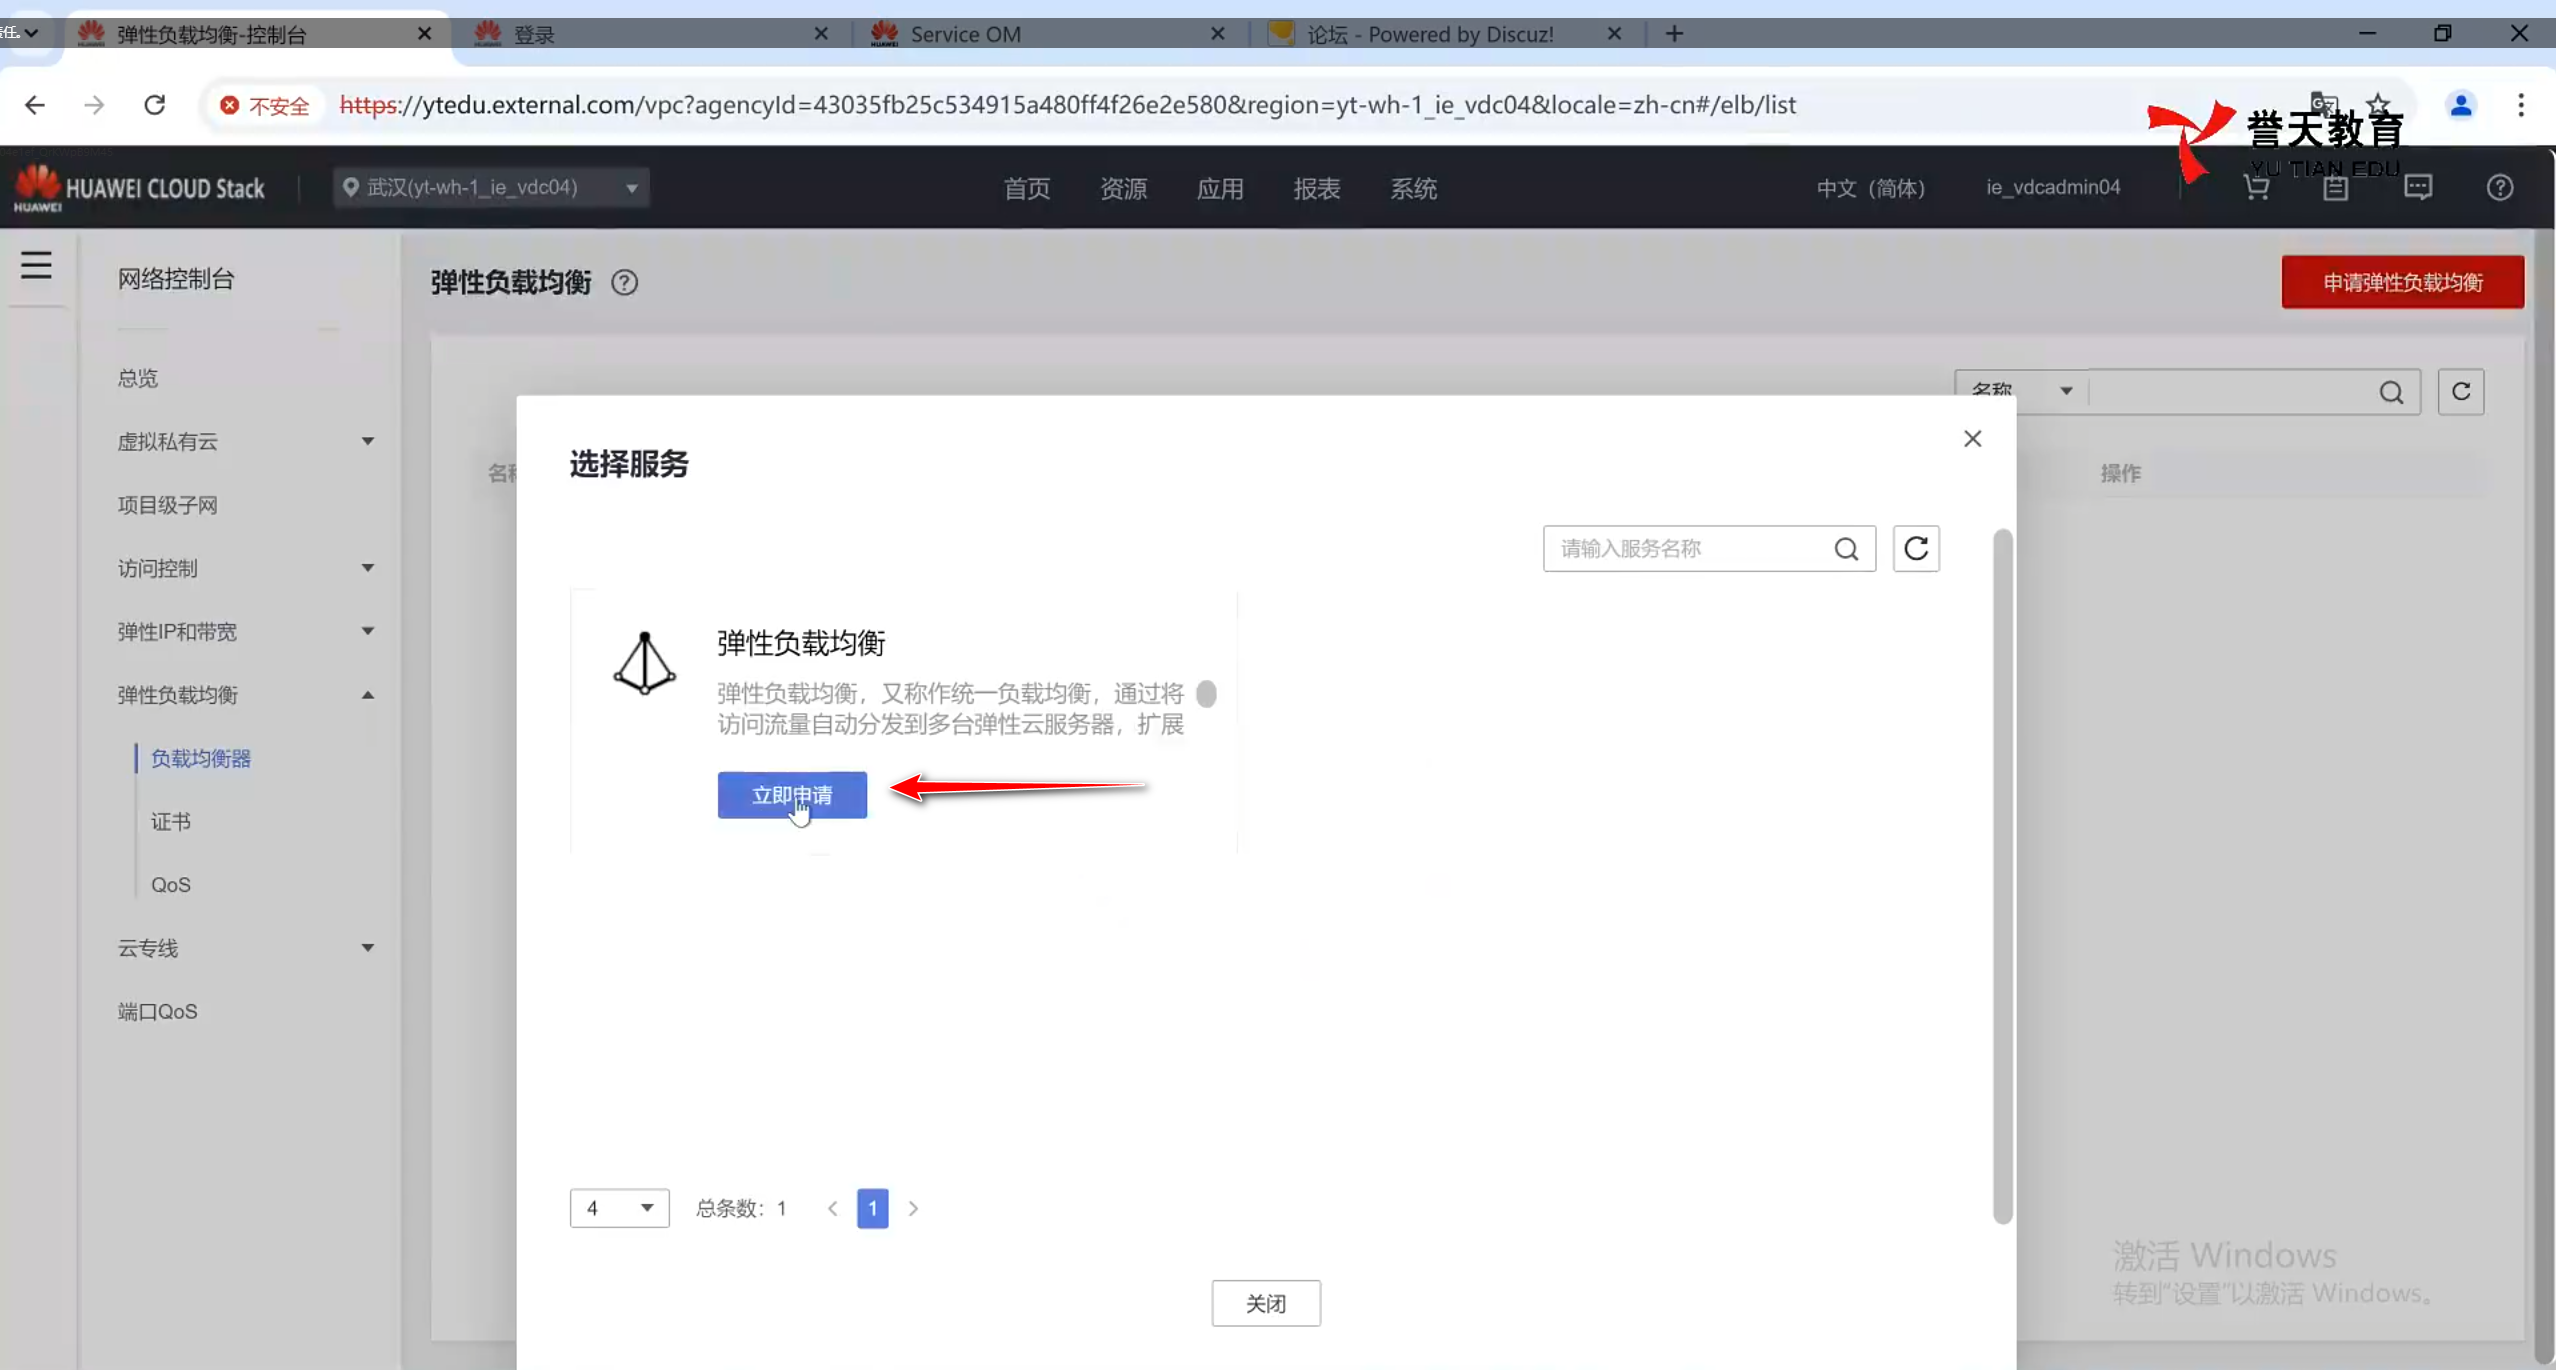 责任。
弹性负载均衡-控制台
登录
Service OM
论坛 - Powered by Discuz!
不安全
https://ytedu.external.com/vpc?agencyId=43035fb25c534915a480ff4f26e2e580&region=yt-wh-1_ie_vdc04&locale=zh-cn#/elb/list
誉天教育
YU TIAN EDU
HUAWEI
HUAWEI CLOUD Stack
武汉(yt-wh-1_ie_vdc04)
首页
资源
应用
报表
系统
中文（简体）
ie_vdcadmin04
网络控制台
弹性负载均衡
申请弹性负载均衡
总览
虚拟私有云
项目级子网
访问控制
弹性IP和带宽
弹性负载均衡
负载均衡器
证书
QoS
云专线
端口QoS
名称
名称
操作
选择服务
请输入服务名称
弹性负载均衡
弹性负载均衡，又称作统一负载均衡，通过将
访问流量自动分发到多台弹性云服务器，扩展
立即申请
4
总条数：1
1
关闭
激活 Windows
转到“设置”以激活 Windows。